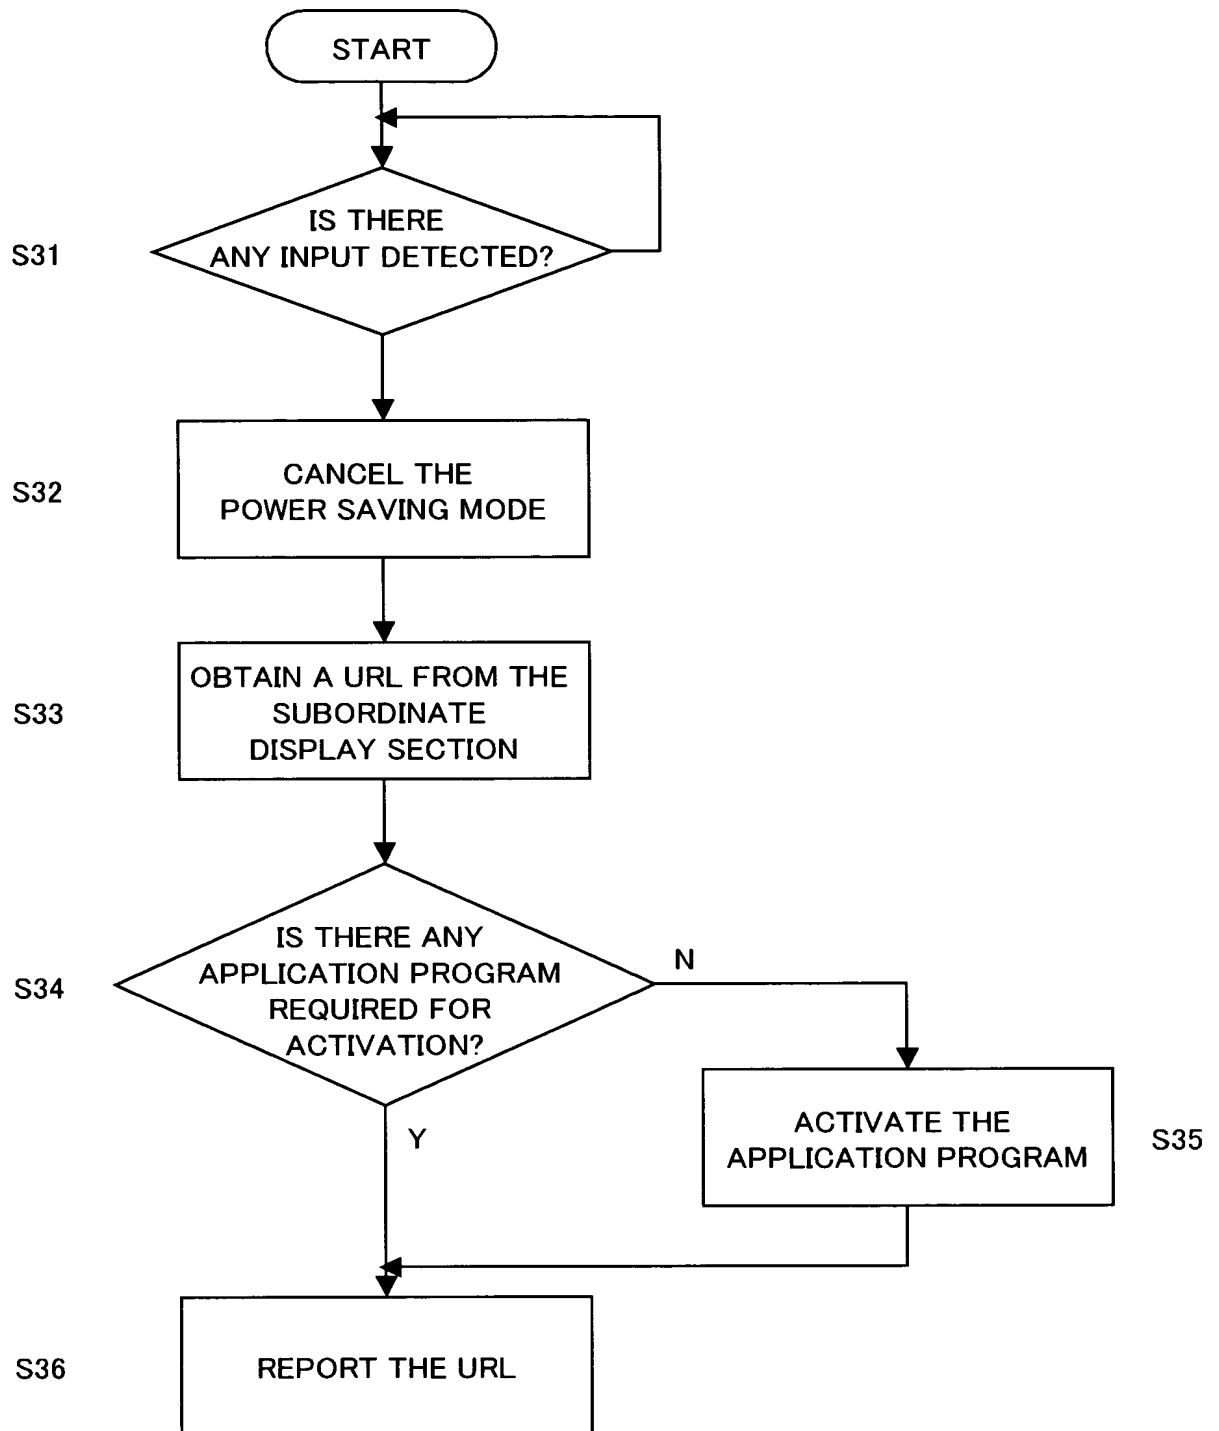 START
IS THERE
ANY INPUT DETECTED?
S31
CANCEL THE
POWER SAVING MODE
S32
OBTAIN A URL FROM THE
SUBORDINATE
DISPLAY SECTION
S33
IS THERE ANY
APPLICATION PROGRAM
REQUIRED FOR
ACTIVATION?
S34
N
Y
ACTIVATE THE
APPLICATION PROGRAM
S35
REPORT THE URL
S36